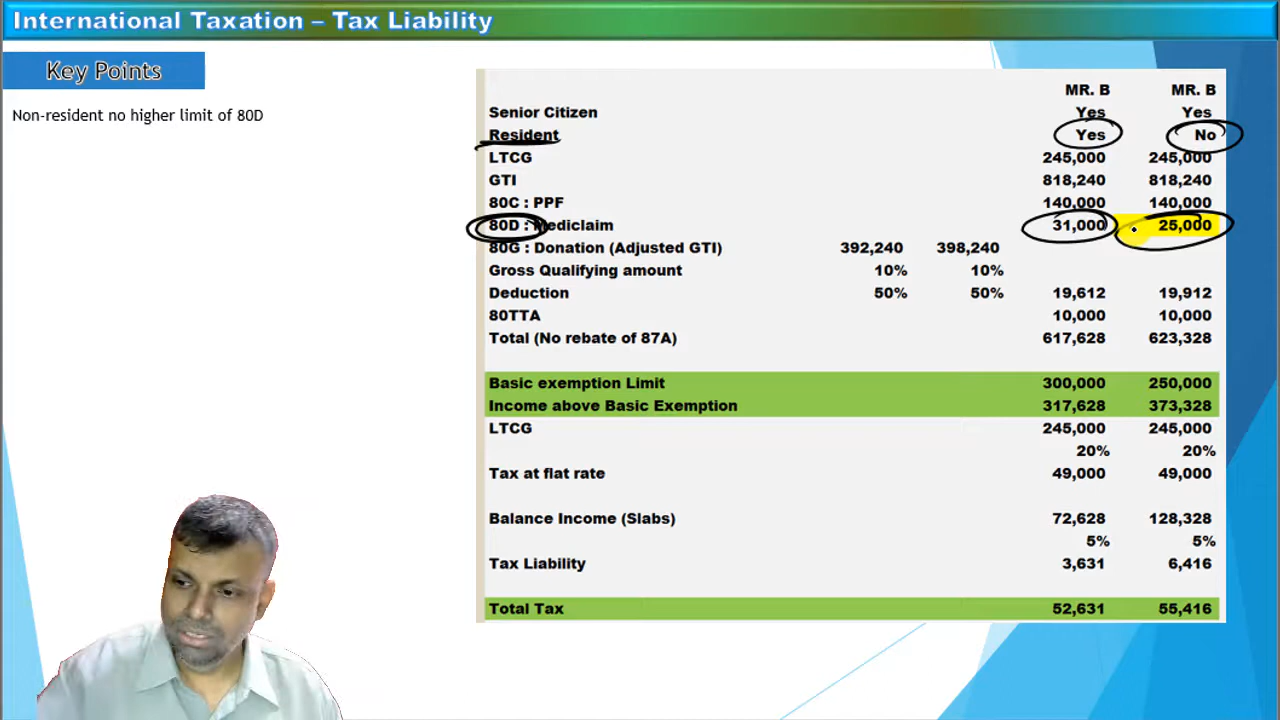 International Taxation – Tax Liability
Key Points
Non-resident no higher limit of 80D
MR. B MR. B
Senior Citizen Yes Yes
Resident Yes No
LTCG 245,000 245,000
GTI 818,240 818,240
80C : PPF 140,000 140,000
80D : Mediclaim 31,000 25,000
80G : Donation (Adjusted GTI) 392,240 398,240
Gross Qualifying amount 10% 10%
Deduction 50% 50% 19,612 19,912
80TTA 10,000 10,000
Total (No rebate of 87A) 617,628 623,328
Basic exemption Limit 300,000 250,000
Income above Basic Exemption 317,628 373,328
LTCG 245,000 245,000
20% 20%
Tax at flat rate 49,000 49,000
Balance Income (Slabs) 72,628 128,328
5% 5%
Tax Liability 3,631 6,416
Total Tax 52,631 55,416